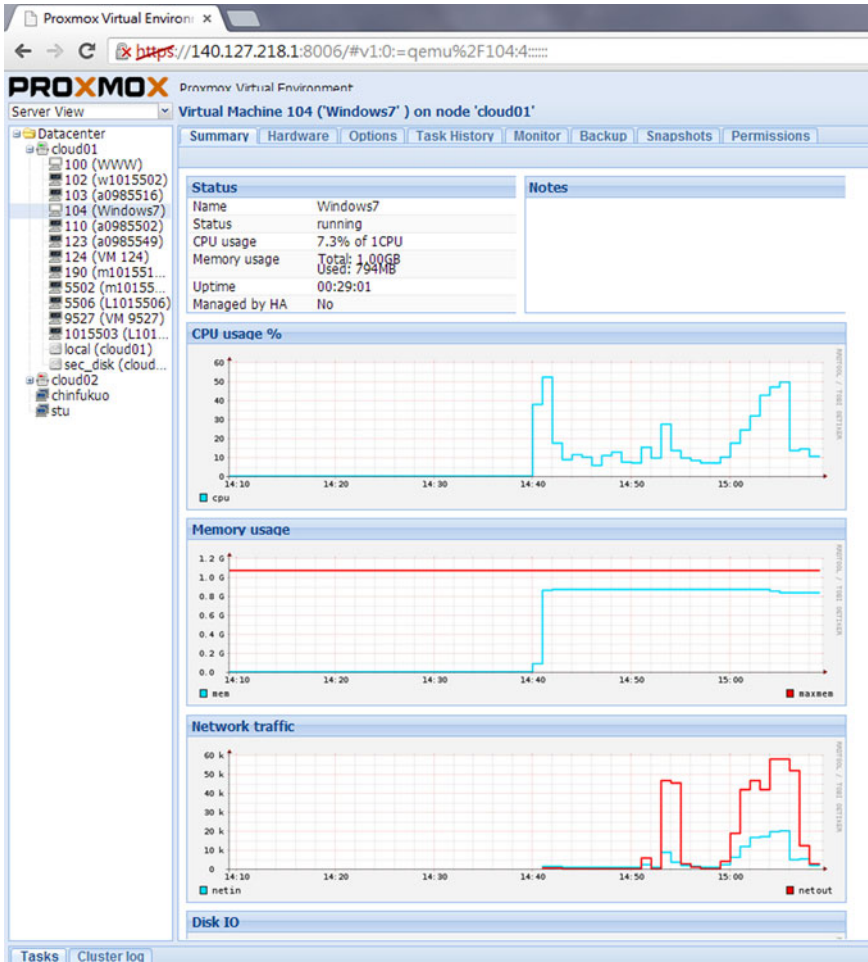 Proxmox Virtual Environ
https://140.127.218.1:8006/#v1:0:=qemu%2F104:4::::::
PROXMOX Proxmox Virtual Environment
Server View
Datacenter
cloud01
100 (WWW)
102 (w1015502)
103 (a0985516)
104 (Windows7)
110 (a0985502)
123 (a0985549)
124 (VM 124)
190 (m101551...
5502 (m10155...
5506 (L1015506)
9527 (VM 9527)
1015503 (L101...
local (cloud01)
sec_disk (cloud...
cloud02
chinfukuo
stu
Virtual Machine 104 ('Windows7' ) on node 'cloud01'
Summary Hardware Options Task History Monitor Backup Snapshots Permissions
Status
Name Windows7
Status running
CPU usage 7.3% of 1CPU
Memory usage Total: 1.00GB
Used: 794MB
Uptime 00:29:01
Managed by HA No
Notes
CPU usage %
60
50
40
30
20
10
0
14:10 14:20 14:30 14:40 14:50 15:00
cpu
RRDTOOL / TOBI OETIKER
Memory usage
1.2 G
1.0 G
0.8 G
0.6 G
0.4 G
0.2 G
0.0
14:10 14:20 14:30 14:40 14:50 15:00
mem maxmem
RRDTOOL / TOBI OETIKER
Network traffic
60 k
50 k
40 k
30 k
20 k
10 k
0
14:10 14:20 14:30 14:40 14:50 15:00
netin netout
RRDTOOL / TOBI OETIKER
Disk IO
Tasks Cluster log